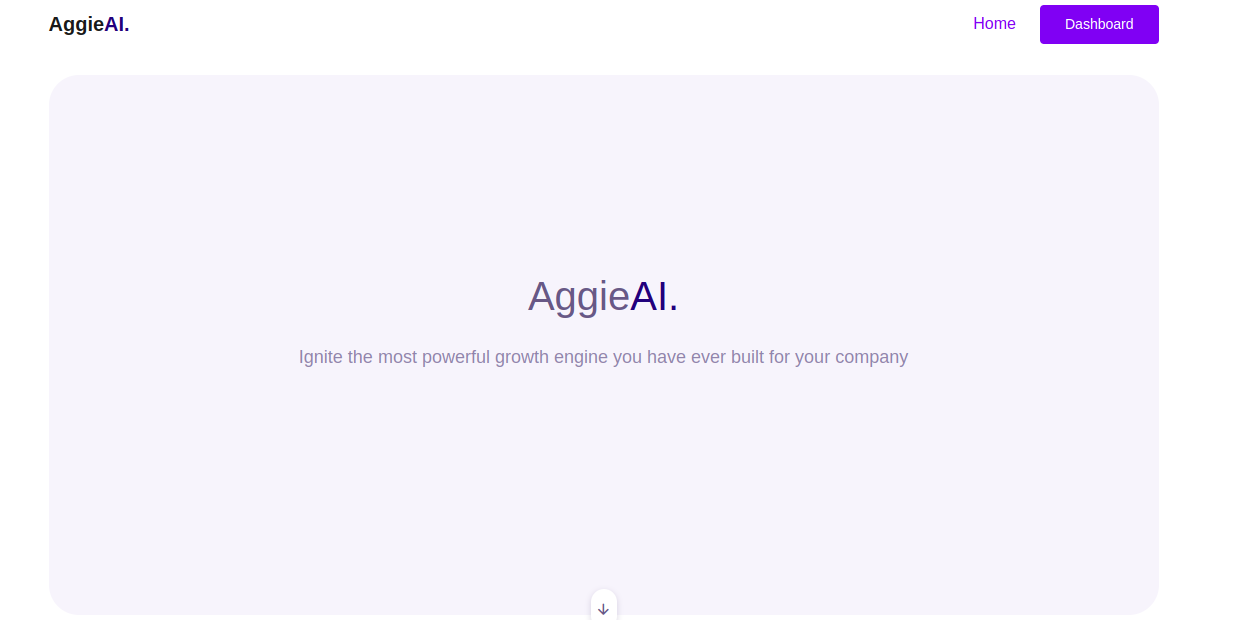 AggieAI.
Home
Dashboard
AggieAI.
Ignite the most powerful growth engine you have ever built for your company